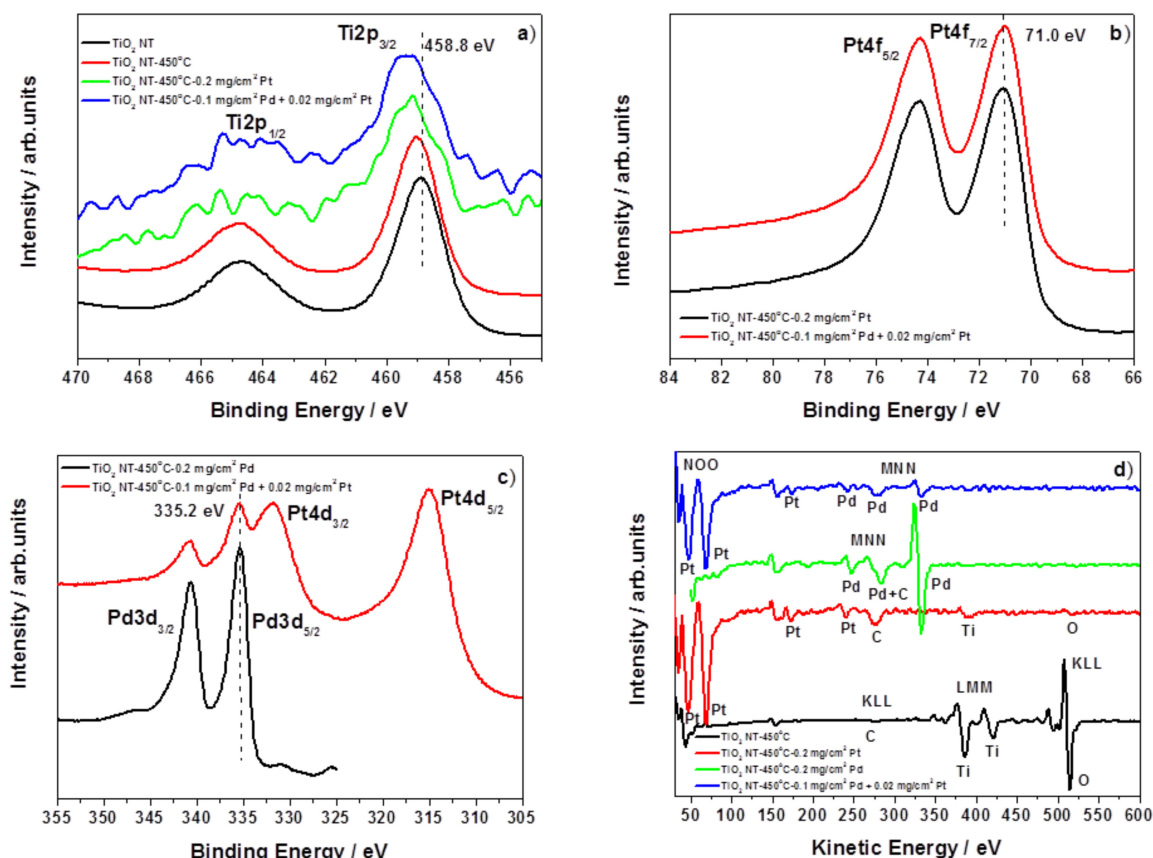 a)
Ti2p3/2
458.8 eV
TiO2 NT
TiO2 NT-450°C
TiO2 NT-450°C-0.2 mg/cm2 Pt
TiO2 NT-450°C-0.1 mg/cm2 Pd + 0.02 mg/cm2 Pt
Ti2p1/2
Intensity / arb.units
470 468 466 464 462 460 458 456
Binding Energy / eV
b)
Pt4f5/2
Pt4f7/2
71.0 eV
Intensity / arb.units
TiO2 NT-450°C-0.2 mg/cm2 Pt
TiO2 NT-450°C-0.1 mg/cm2 Pd + 0.02 mg/cm2 Pt
84 82 80 78 76 74 72 70 68 66
Binding Energy / eV
c)
TiO2 NT-450°C-0.2 mg/cm2 Pd
TiO2 NT-450°C-0.1 mg/cm2 Pd + 0.02 mg/cm2 Pt
335.2 eV
Pt4d3/2
Pt4d5/2
Pd3d3/2
Pd3d5/2
Intensity / arb.units
355 350 345 340 335 330 325 320 315 310 305
Binding Energy / eV
d)
NOO
MNN
Pt
Pd
Pd
Pd
Pt
Pt
MNN
Pd
Pd+C
Pd
Pt
Pt
C
Ti
O
Pt
Pt
KLL
C
LMM
KLL
Ti
Ti
O
TiO2 NT-450°C
TiO2 NT-450°C-0.2 mg/cm2 Pt
TiO2 NT-450°C-0.2 mg/cm2 Pd
TiO2 NT-450°C-0.1 mg/cm2 Pd + 0.02 mg/cm2 Pt
Intensity / arb.units
50 100 150 200 250 300 350 400 450 500 550 600
Kinetic Energy / eV